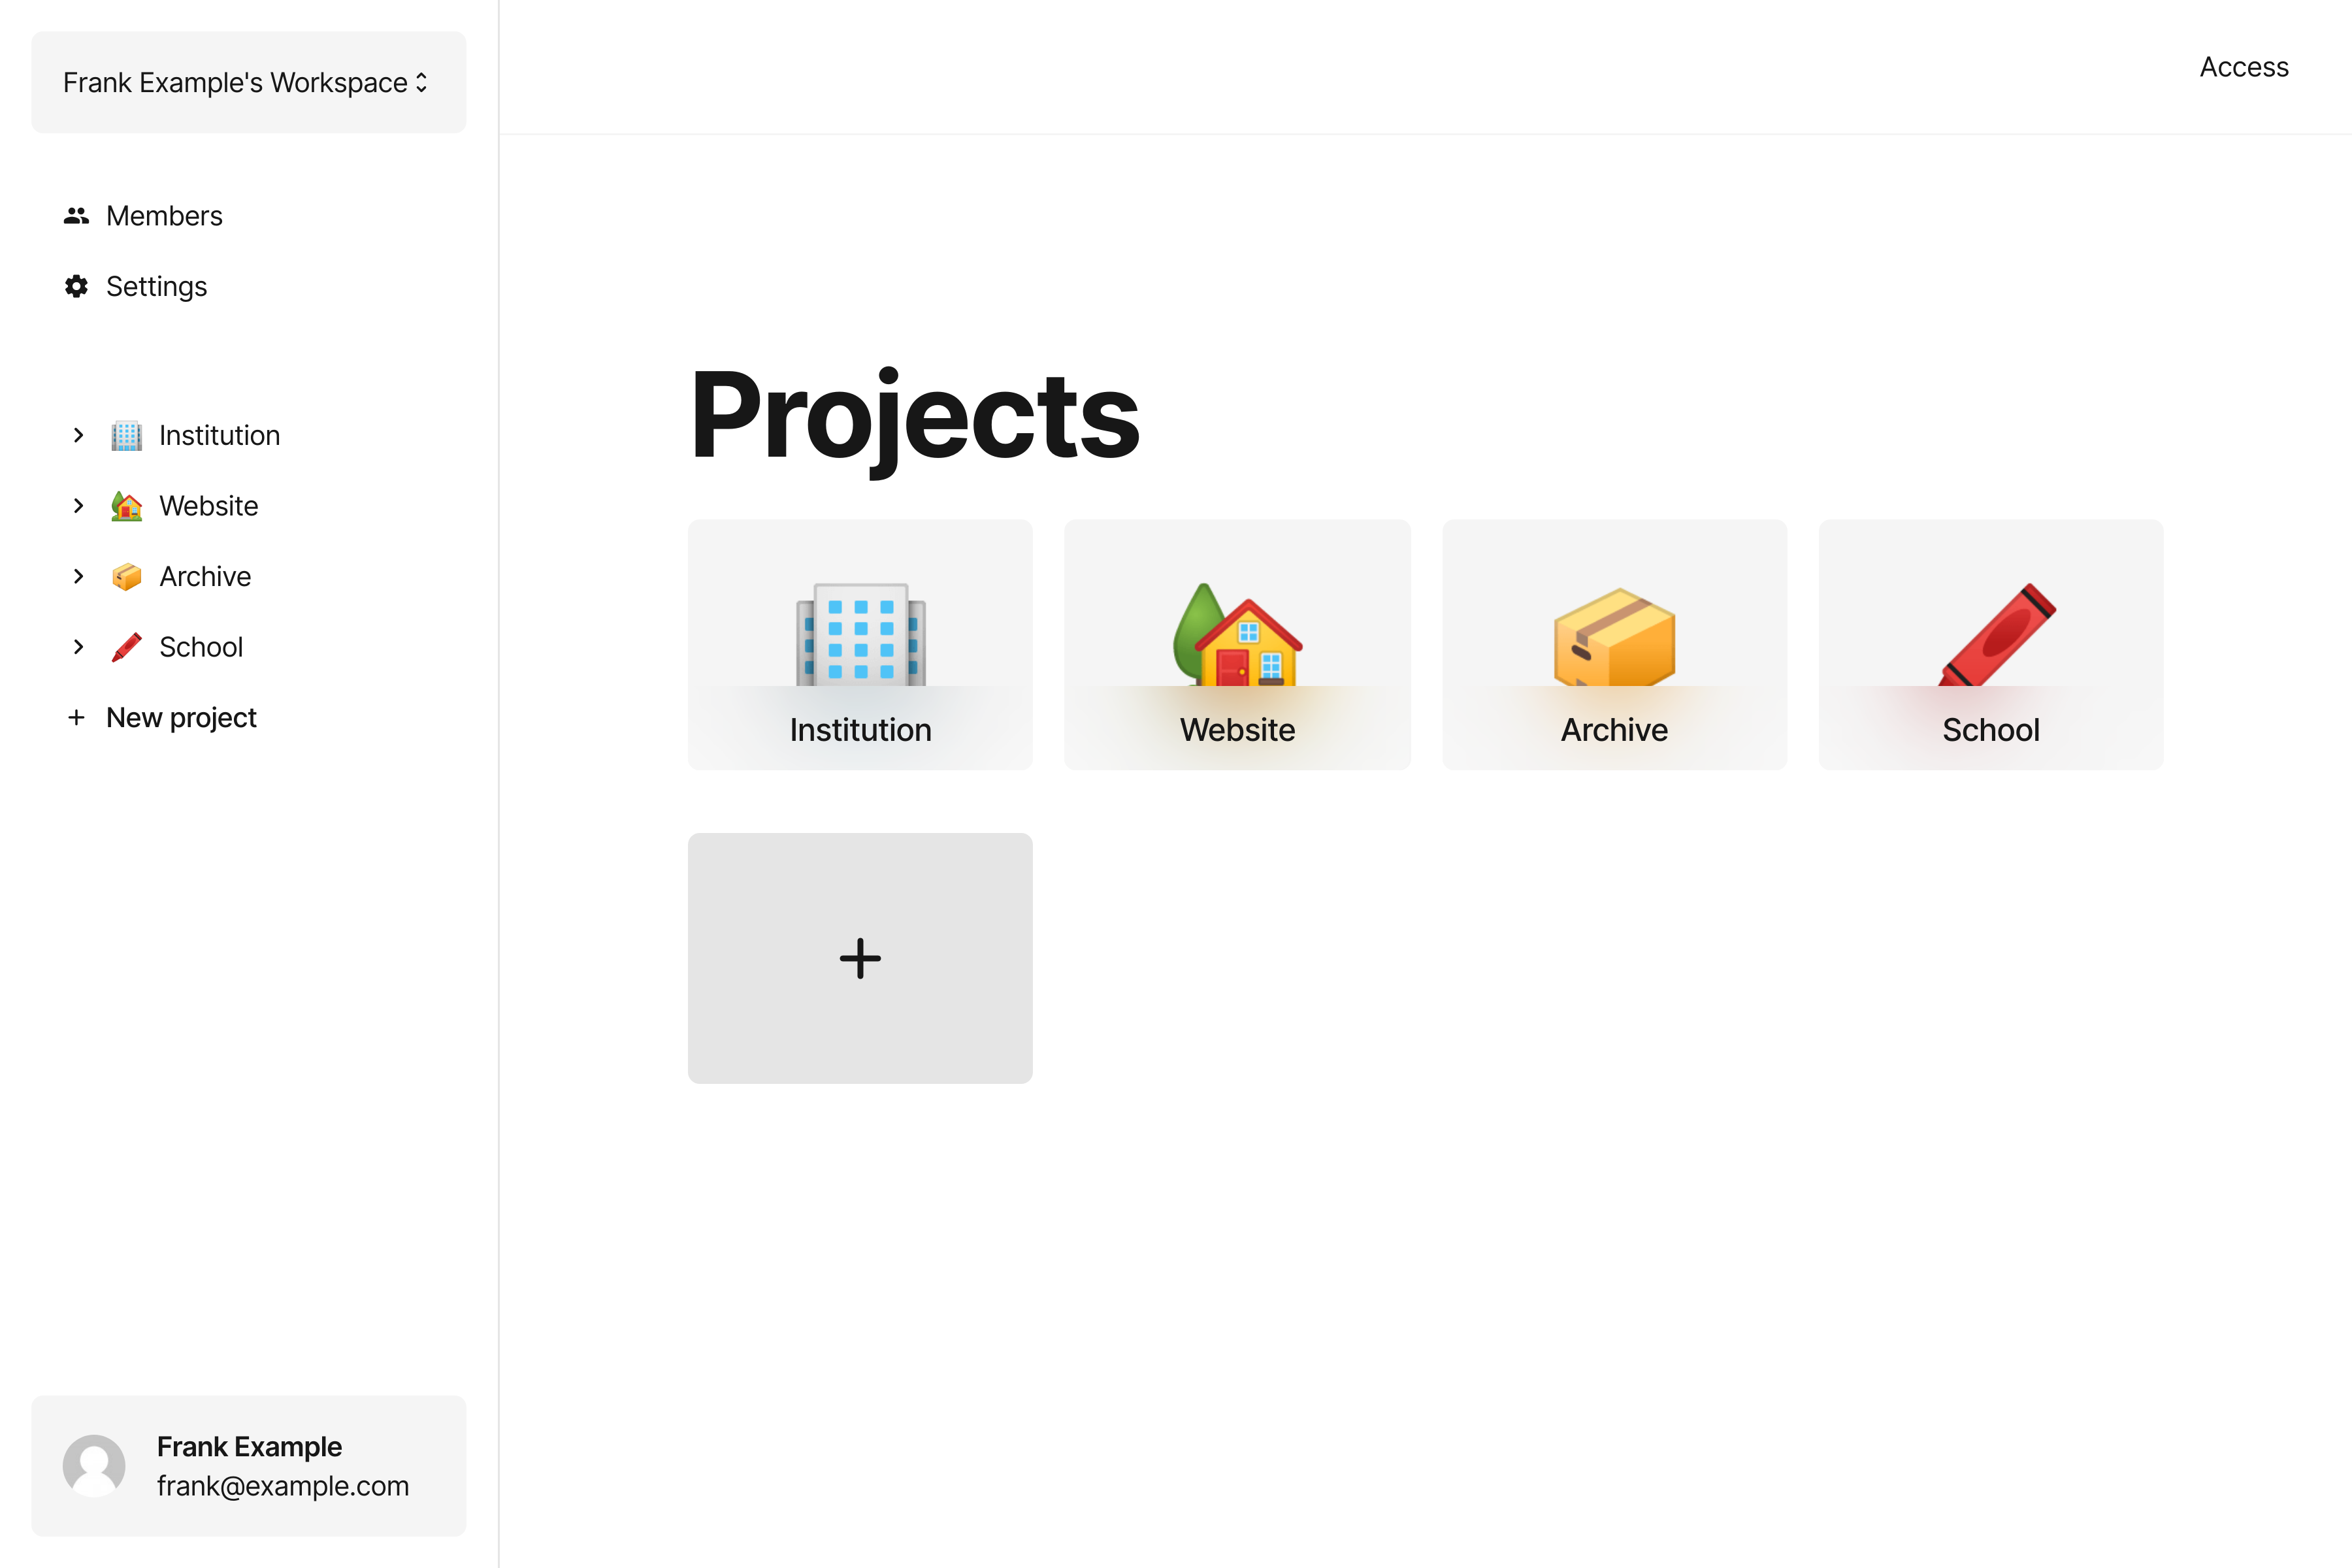 Frank Example's Workspace
Members
Settings
Institution
Website
Archive
School
New project
Frank Example
frank@example.com
Access
Projects
Institution
Website
Archive
School